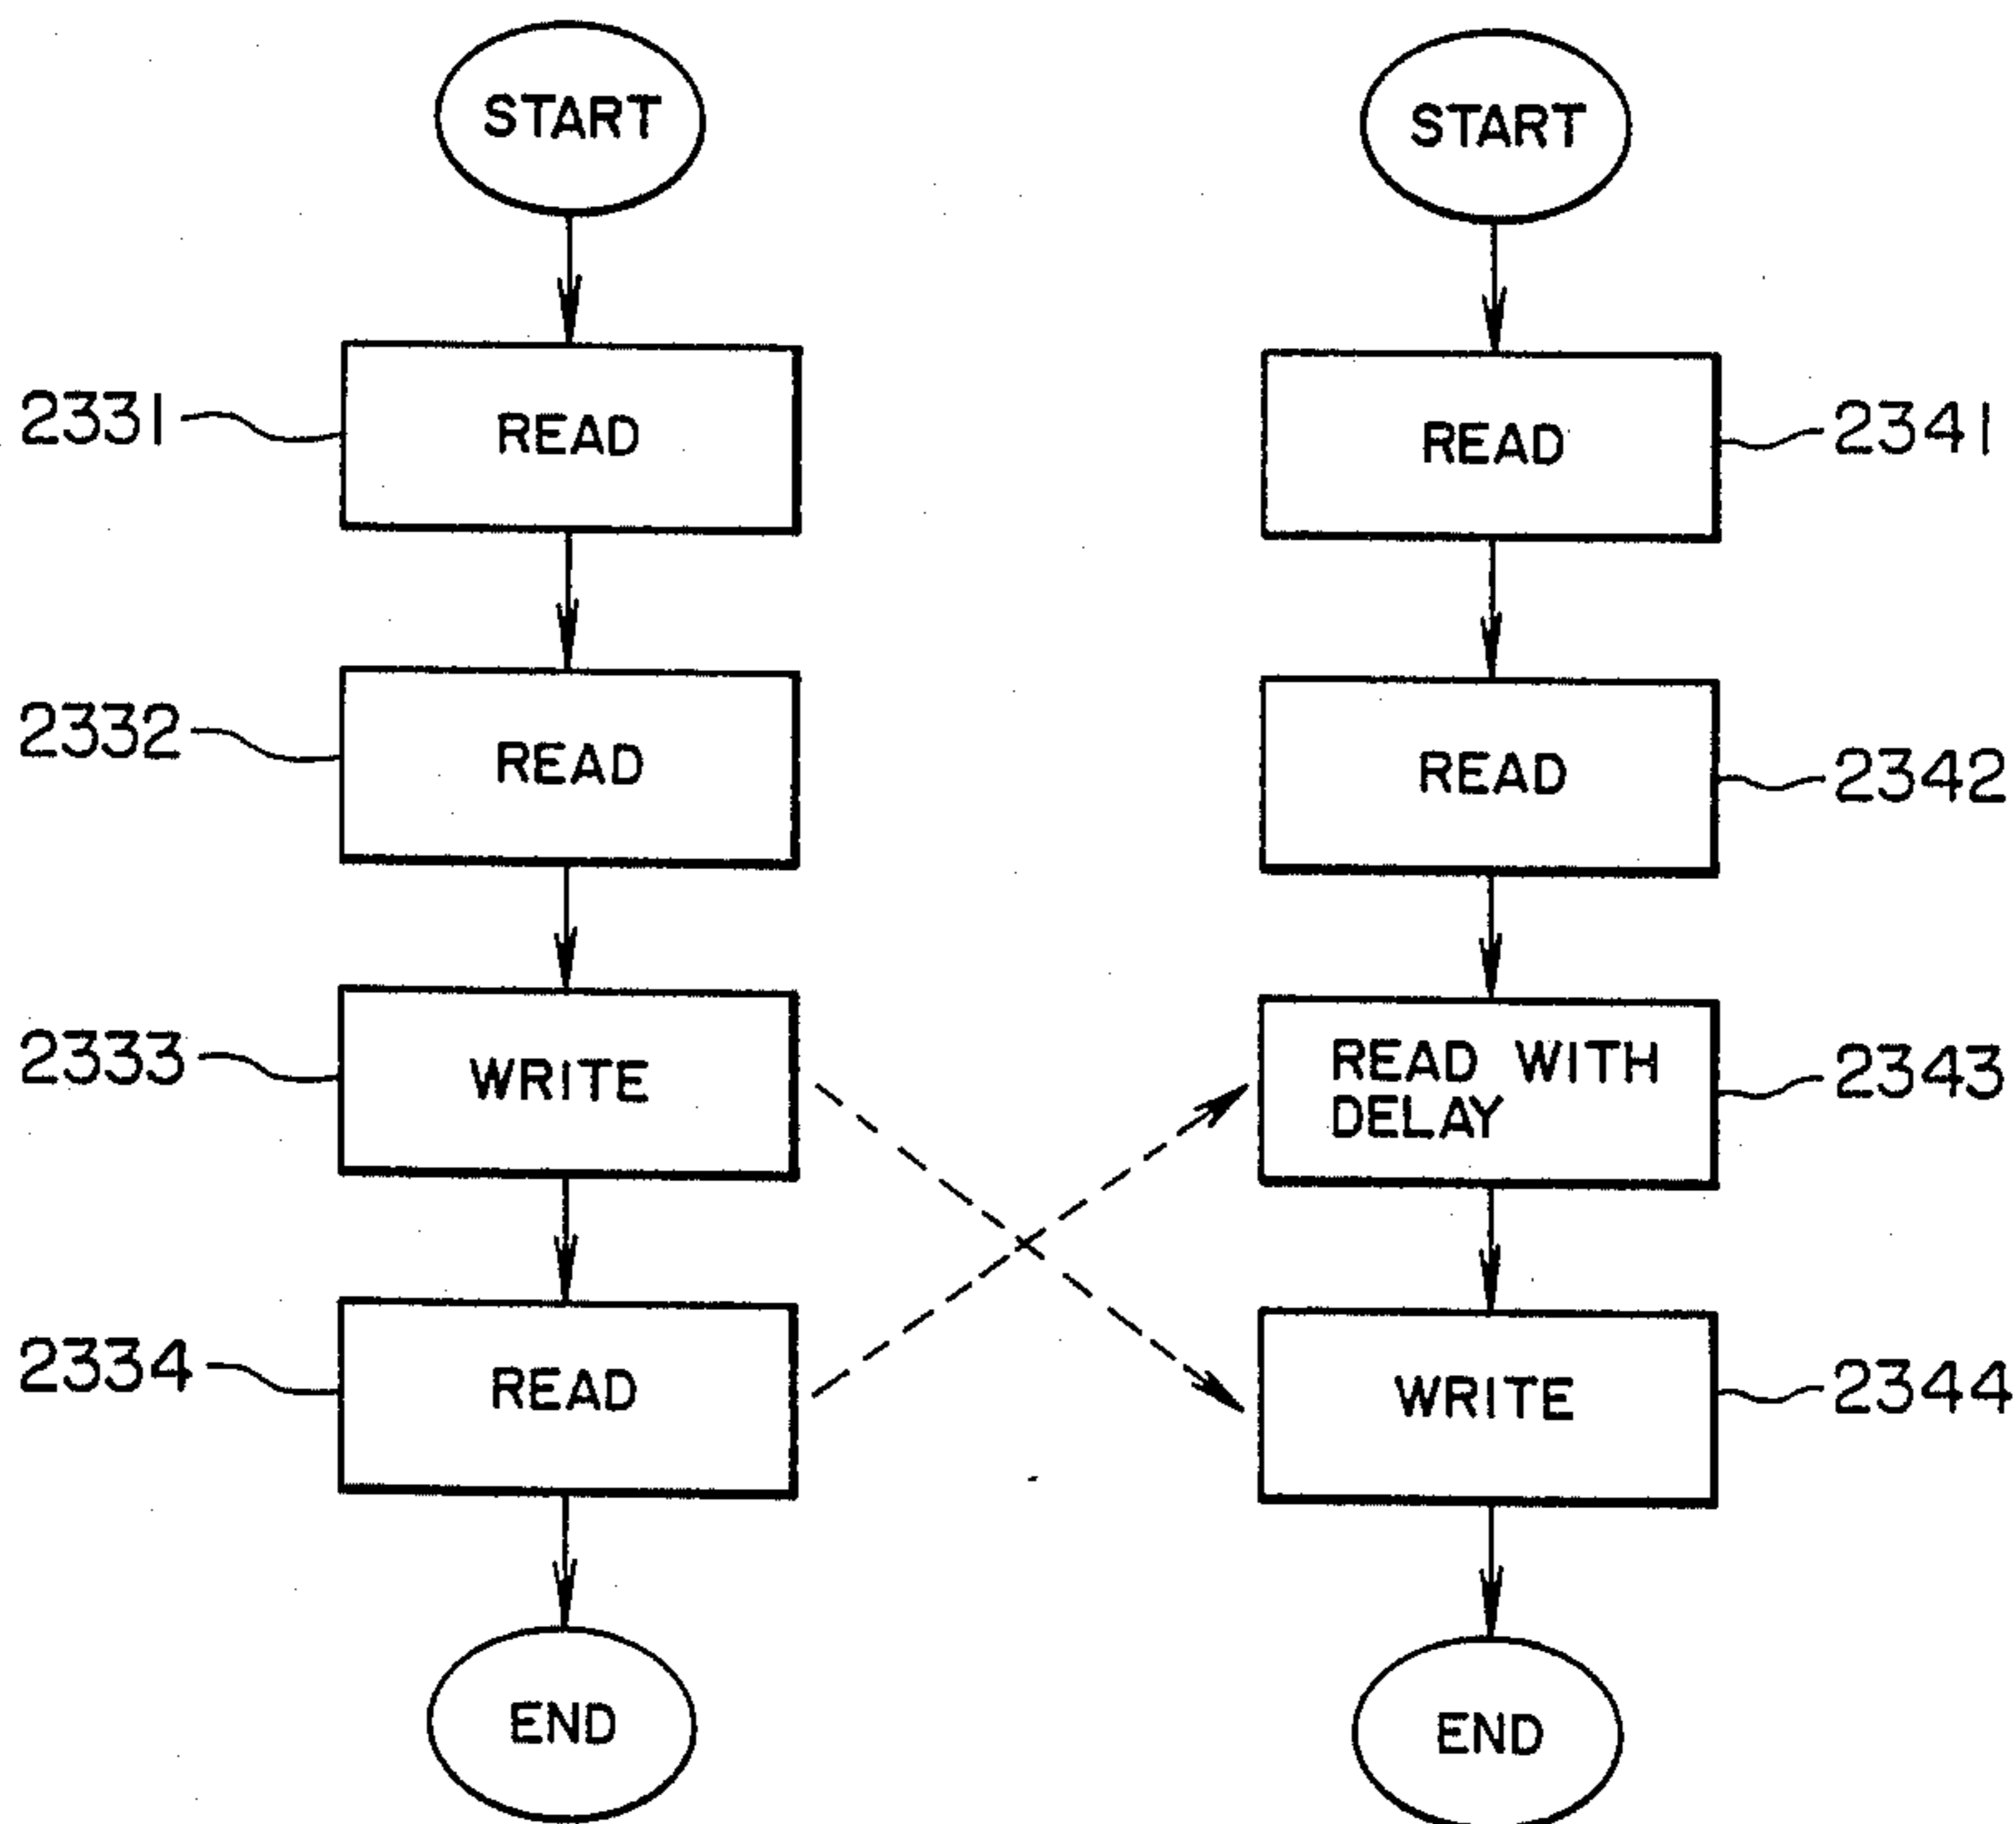 START
2331
READ
2332
READ
2333
WRITE
2334
READ
END
START
READ
2341
READ
2342
READ WITH
DELAY
2343
WRITE
2344
END